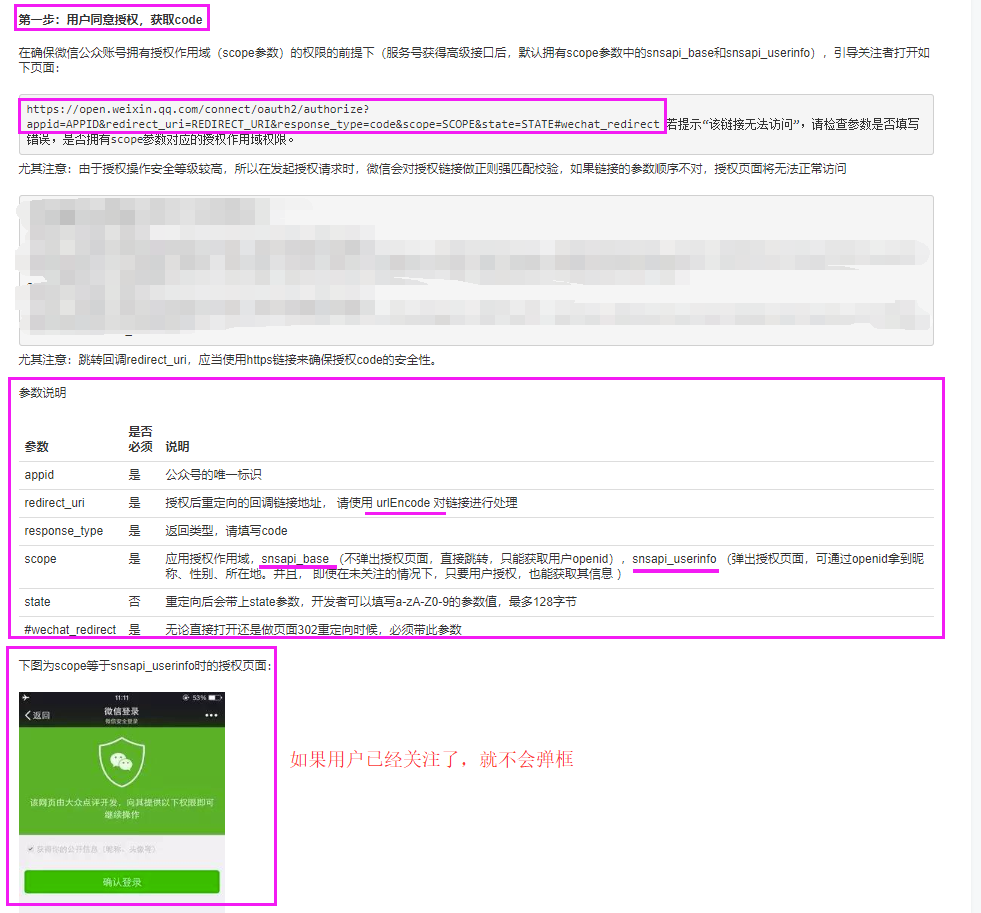 第一步：用户同意授权，获取code
在确保微信公众账号拥有授权作用域（scope参数）的权限的前提下（服务号获得高级接口后，默认拥有scope参数中的snsapi_base和snsapi_userinfo），引导关注者打开如
下页面：
https://open.weixin.qq.com/connect/oauth2/authorize?
appid=APPID&redirect_uri=REDIRECT_URI&response_type=code&scope=SCOPE&state=STATE#wechat_redirect 若提示“该链接无法访问”，请检查参数是否填写
错误，是否拥有scope参数对应的授权作用域权限。
尤其注意：由于授权操作安全等级较高，所以在发起授权请求时，微信会对授权链接做正则强匹配校验，如果链接的参数顺序不对，授权页面将无法正常访问
尤其注意：跳转回调redirect_uri，应当使用https链接来确保授权code的安全性。
参数说明
参数 是否必须 说明
appid 是 公众号的唯一标识
redirect_uri 是 授权后重定向的回调链接地址， 请使用 urlEncode 对链接进行处理
response_type 是 返回类型，请填写code
scope 是 应用授权作用域，snsapi_base （不弹出授权页面，直接跳转，只能获取用户openid），snsapi_userinfo （弹出授权页面，可通过openid拿到昵
称、性别、所在地。并且， 即使在未关注的情况下，只要用户授权，也能获取其信息 ）
state 否 重定向后会带上state参数，开发者可以填写a-zA-Z0-9的参数值，最多128字节
#wechat_redirect 是 无论直接打开还是做页面302重定向时候，必须带此参数
下图为scope等于snsapi_userinfo时的授权页面：
11:11 53%
返回 微信登录
微信安全登录
如果用户已经关注了，就不会弹框
该网页由大众点评开发，向其提供以下权限即可
继续操作
获得你的公开信息（昵称、头像等）
确认登录